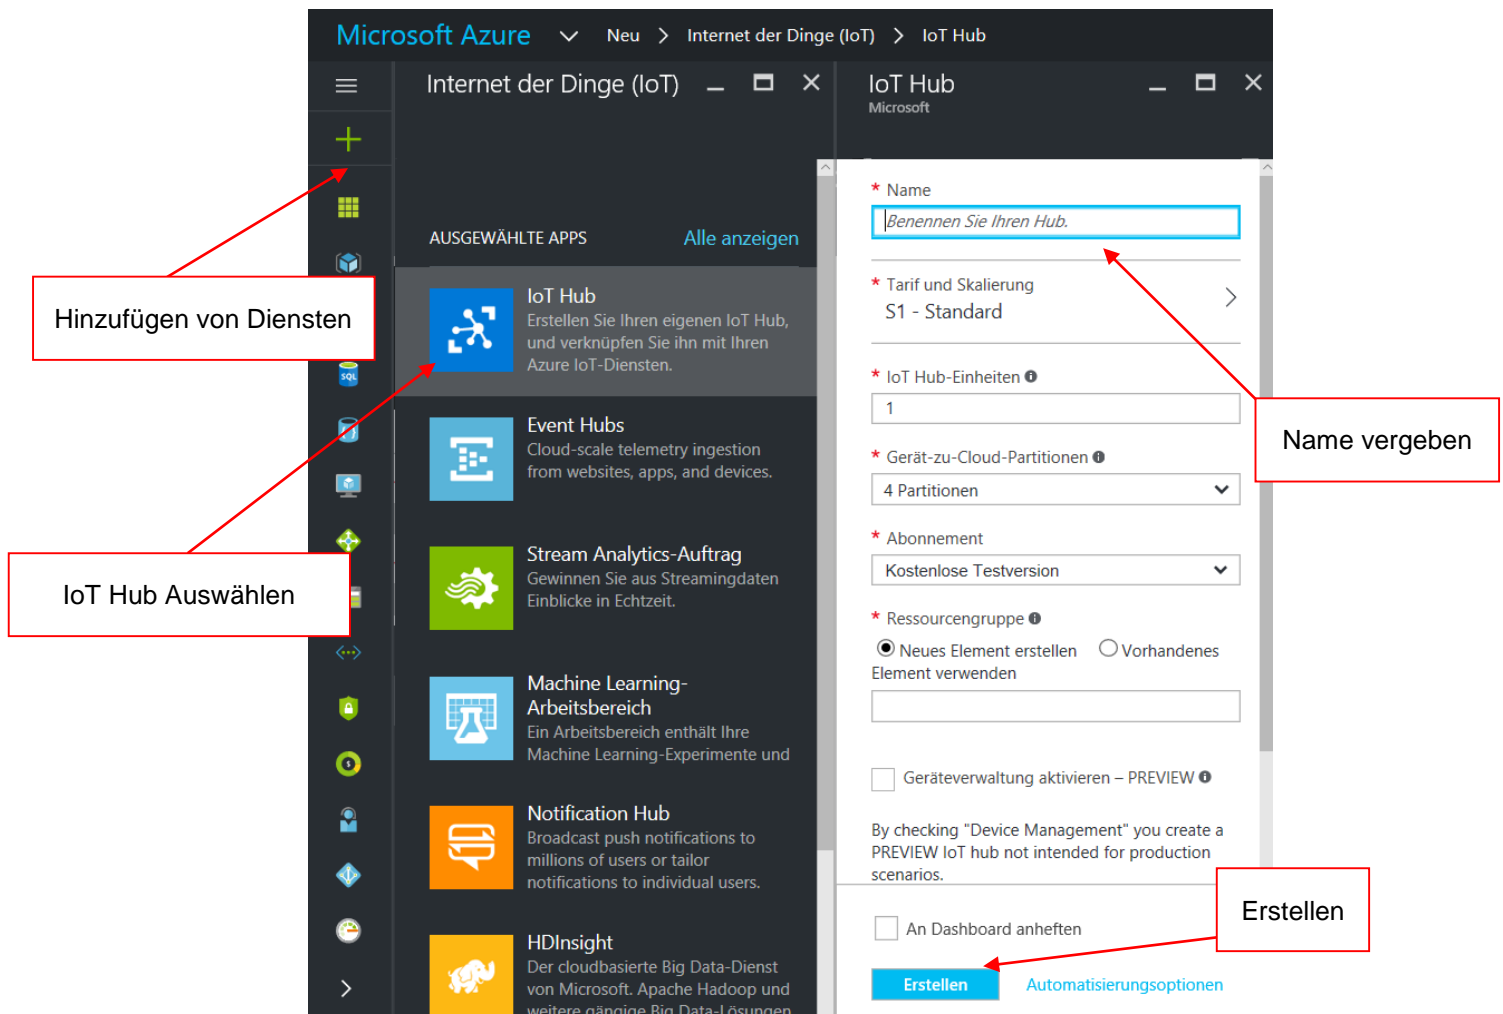 Microsoft Azure Neu > Internet der Dinge (IoT) > IoT Hub
Internet der Dinge (IoT)
AUSGEWÄHLTE APPS Alle anzeigen
IoT Hub
Erstellen Sie Ihren eigenen IoT Hub,
und verknüpfen Sie ihn mit Ihren
Azure IoT-Diensten.
Event Hubs
Cloud-scale telemetry ingestion
from websites, apps, and devices.
Stream Analytics-Auftrag
Gewinnen Sie aus Streamingdaten
Einblicke in Echtzeit.
Machine Learning-
Arbeitsbereich
Ein Arbeitsbereich enthält Ihre
Machine Learning-Experimente und
Notification Hub
Broadcast push notifications to
millions of users or tailor
notifications to individual users.
HDInsight
Der cloudbasierte Big Data-Dienst
von Microsoft. Apache Hadoop und
weitere gängige Big Data-Lösungen
IoT Hub
Microsoft
* Name
Benennen Sie Ihren Hub.
* Tarif und Skalierung
S1 - Standard
* IoT Hub-Einheiten
1
* Gerät-zu-Cloud-Partitionen
4 Partitionen
* Abonnement
Kostenlose Testversion
* Ressourcengruppe
Neues Element erstellen Vorhandenes
Element verwenden
Geräteverwaltung aktivieren – PREVIEW
By checking "Device Management" you create a
PREVIEW IoT hub not intended for production
scenarios.
An Dashboard anheften
Erstellen Automatisierungsoptionen
Hinzufügen von Diensten
SQL
IoT Hub Auswählen
Name vergeben
Erstellen